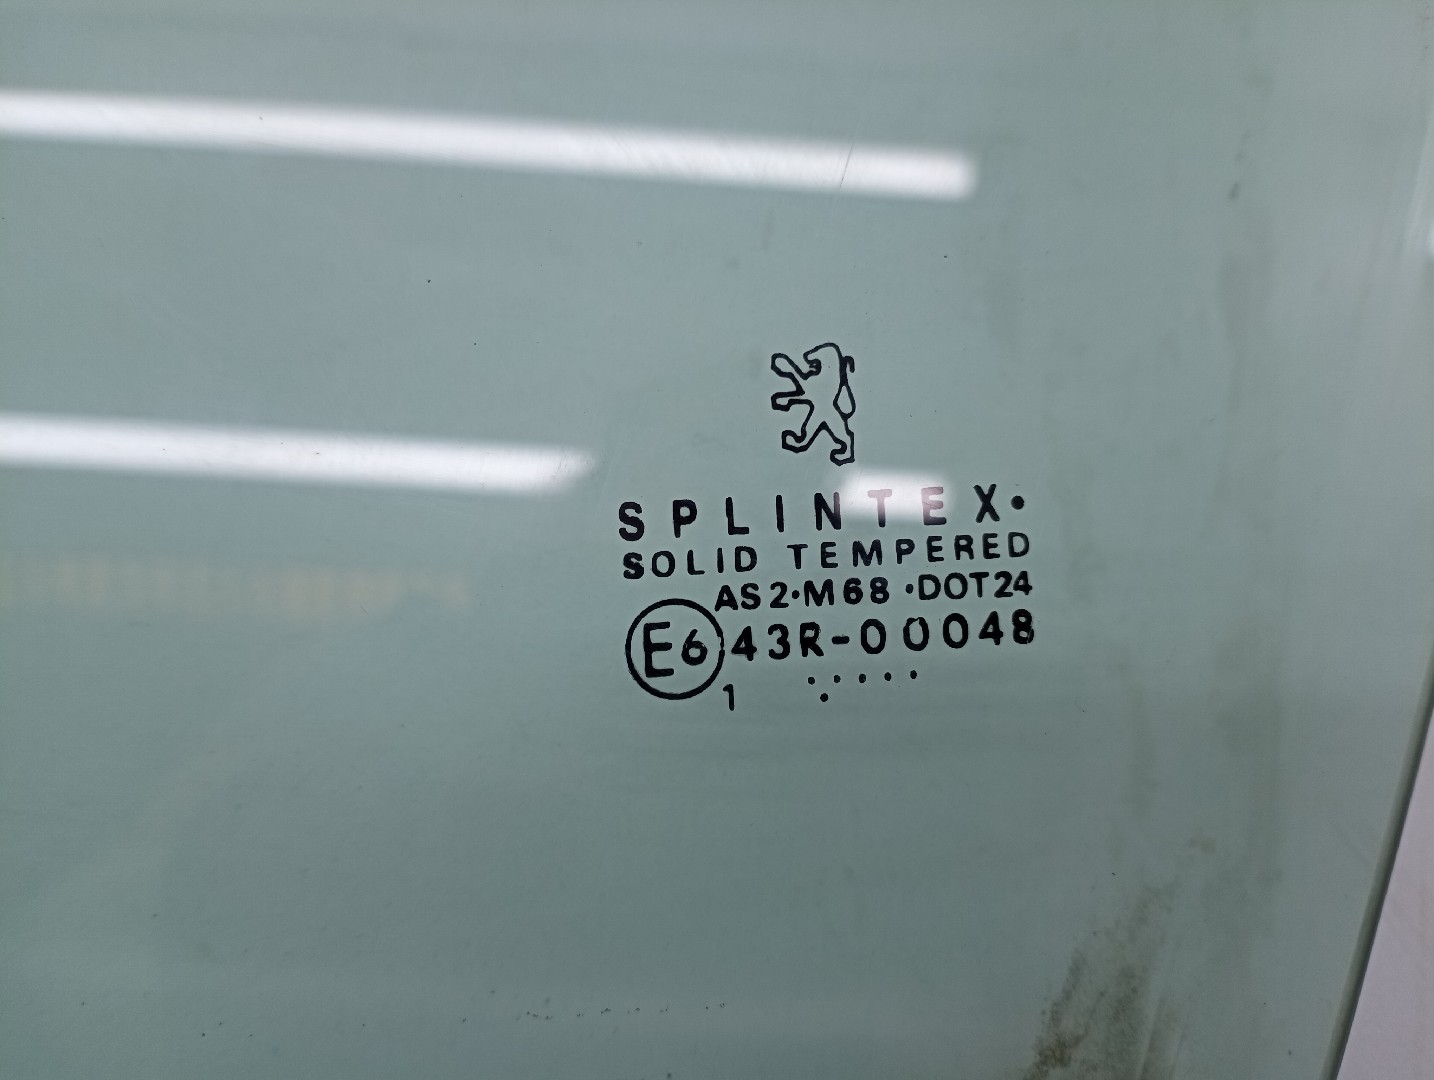 SPLINTEX•
SOLID TEMPERED
AS2•M68 •DOT24
E6 43R-00048
1